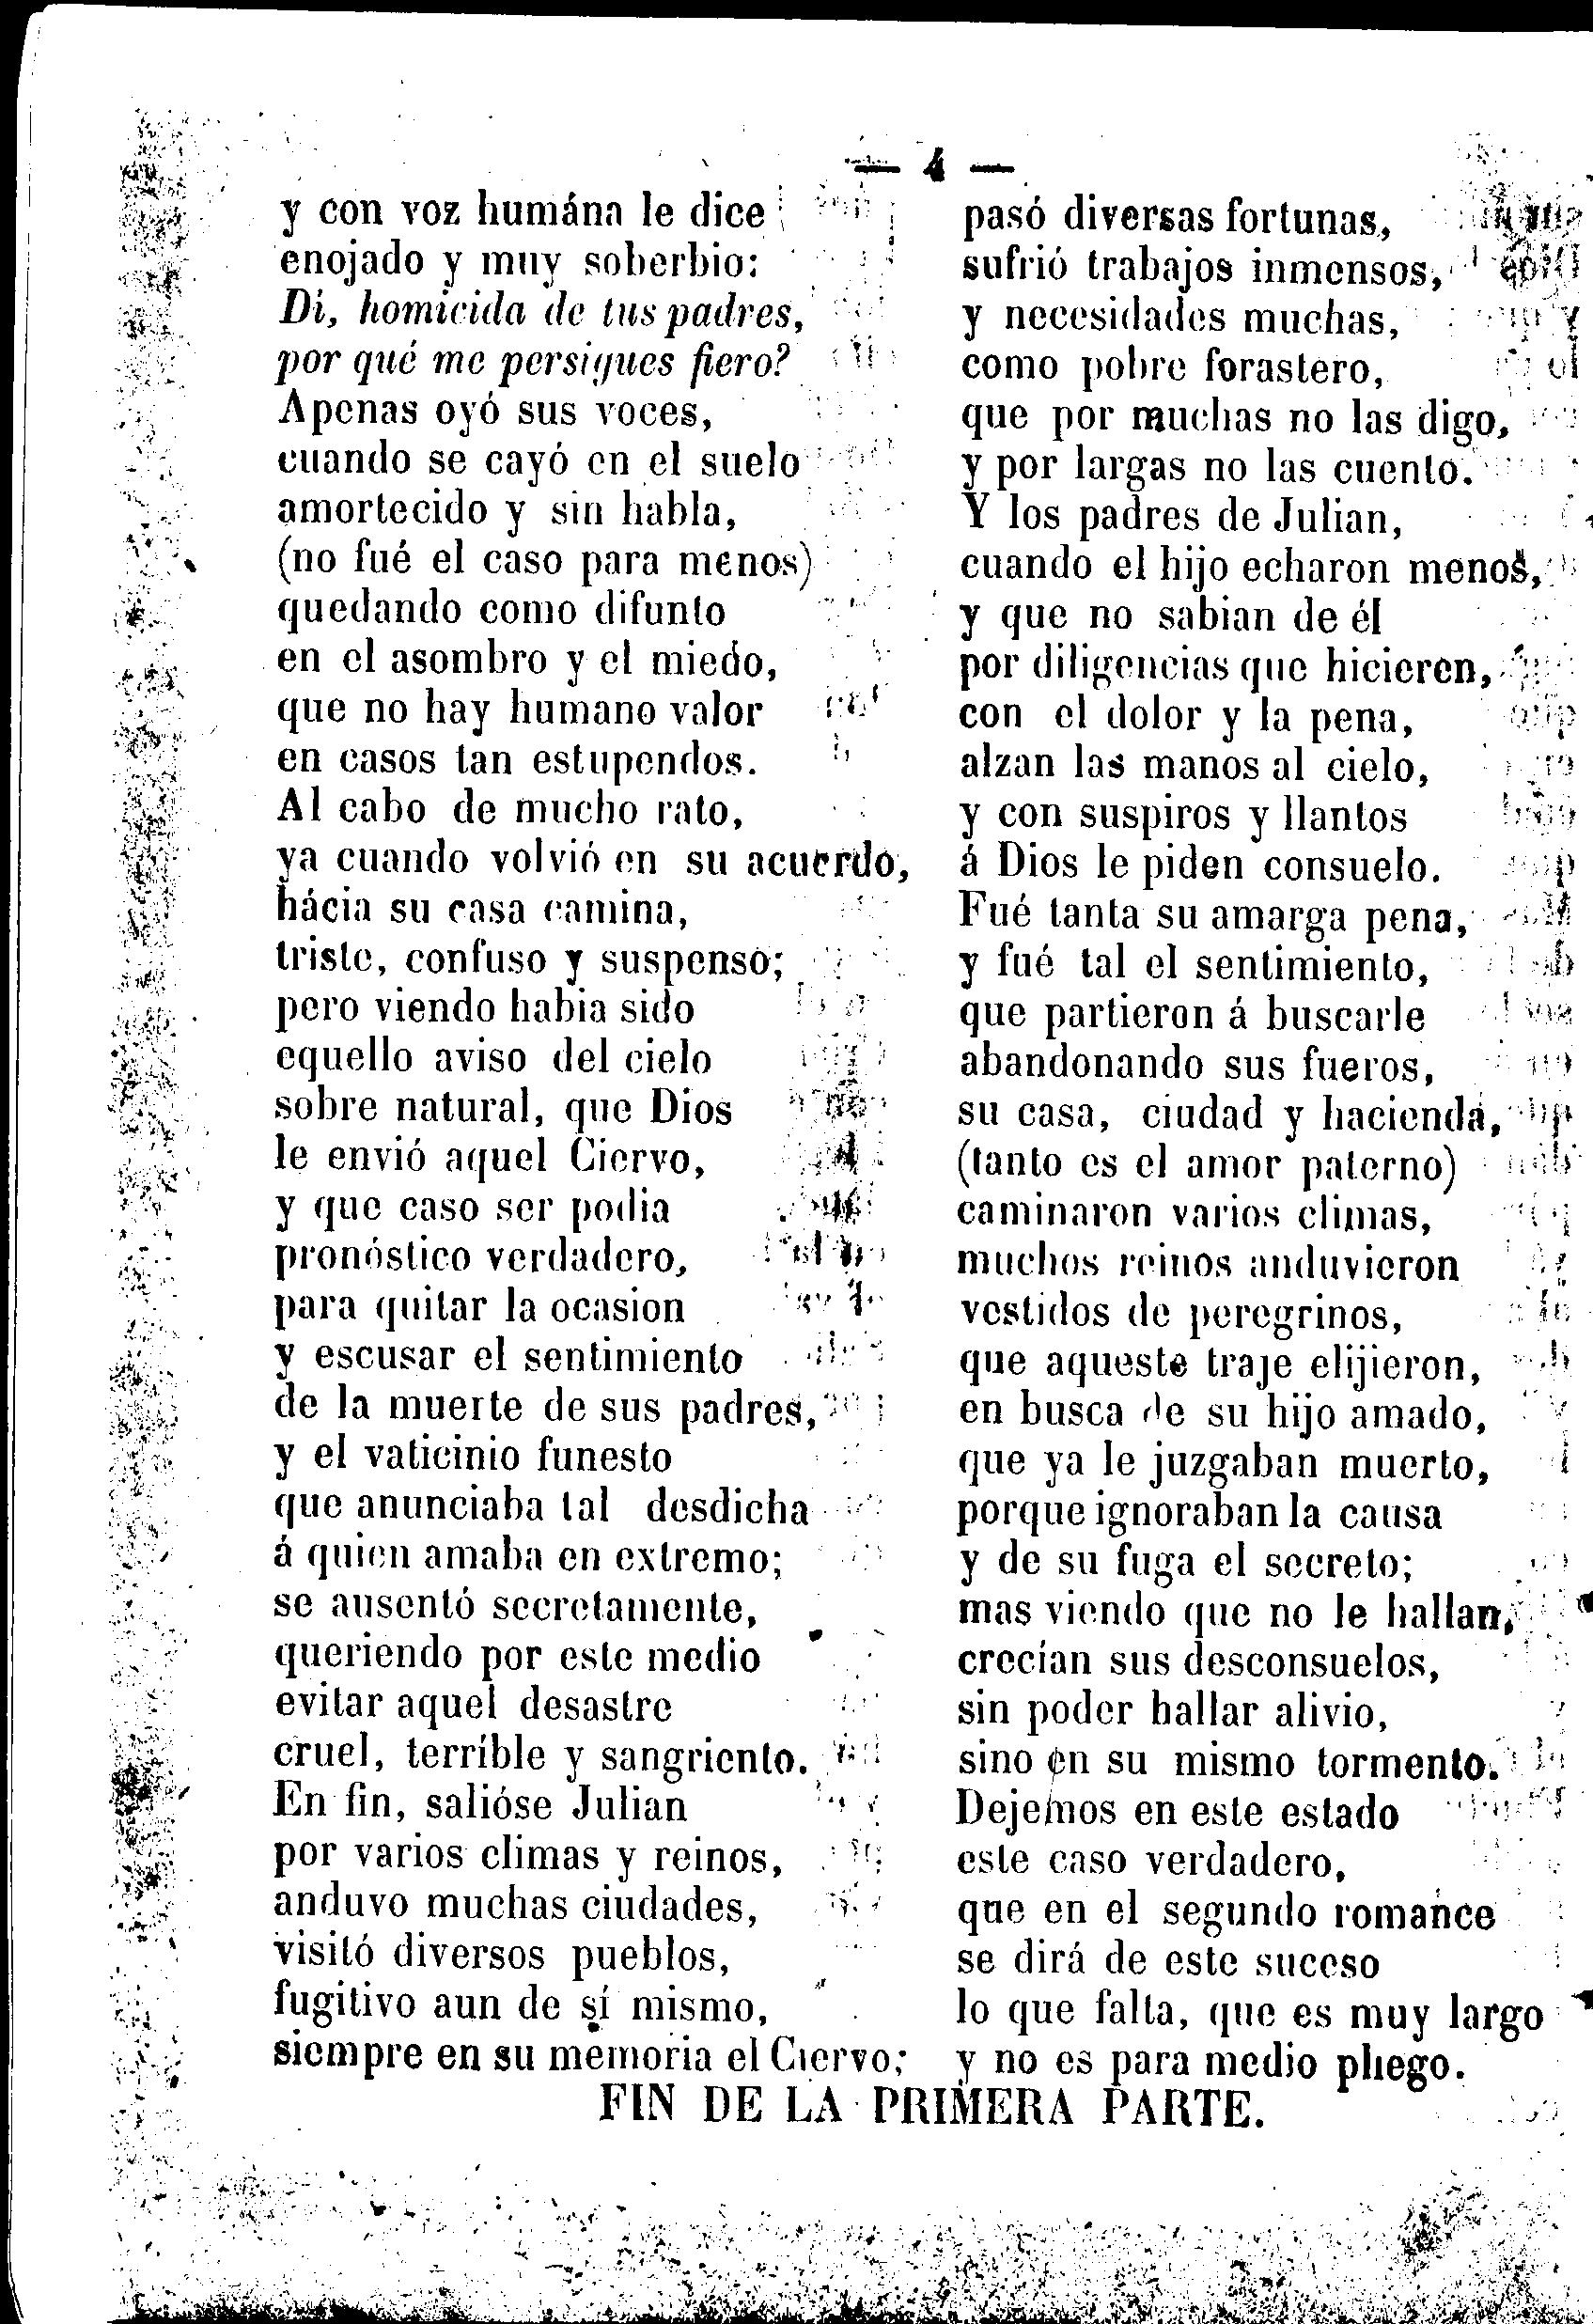 — 4 —
y con voz humána le dice
enojado y muy soberbio:
Di, homicida de tus padres,
por qué me persigues fiero?
Apenas oyó sus voces,
cuando se cayó en el suelo
amortecido y sin habla,
(no fué el caso para menos)
quedando como difunto
en el asombro y el miedo,
que no hay humano valor
en casos tan estupendos.
Al cabo de mucho rato,
ya cuando volvió en su acuerdo,
hácia su casa camina,
triste, confuso y suspenso;
pero viendo habia sido
equello aviso del cielo
sobre natural, que Dios
le envió aquel Ciervo,
y que caso ser podia
pronóstico verdadero,
para quitar la ocasion
y escusar el sentimiento
de la muerte de sus padres,
y el vaticinio funesto
que anunciaba tal desdicha
á quien amaba en extremo;
se ausentó secretamente,
queriendo por este medio
evitar aquel desastre
cruel, terríble y sangriento.
En fin, salióse Julian
por varios climas y reinos,
anduvo muchas ciudades,
visitó diversos pueblos,
fugitivo aun de sí mismo,
siempre en su memoria el Ciervo;
pasó diversas fortunas,
sufrió trabajos inmensos,
y necesidades muchas,
como pobre forastero,
que por muchas no las digo,
y por largas no las cuento.
Y los padres de Julian,
cuando el hijo echaron menos,
y que no sabian de él
por diligencias que hicieren,
con el dolor y la pena,
alzan las manos al cielo,
y con suspiros y llantos
á Dios le piden consuelo.
Fué tanta su amarga pena,
y fué tal el sentimiento,
que partieron á buscarle
abandonando sus fueros,
su casa, ciudad y hacienda,
(tanto es el amor paterno)
caminaron varios climas,
muchos reinos anduvieron
vestidos de peregrinos,
que aqueste traje elijieron,
en busca de su hijo amado,
que ya le juzgaban muerto,
porque ignoraban la causa
y de su fuga el secreto;
mas viendo que no le hallan,
crecían sus desconsuelos,
sin poder hallar alivio,
sino en su mismo tormento.
Dejemos en este estado
este caso verdadero,
que en el segundo romance
se dirá de este suceso
lo que falta, que es muy largo
y no es para medio pliego.
FIN DE LA PRIMERA PARTE.